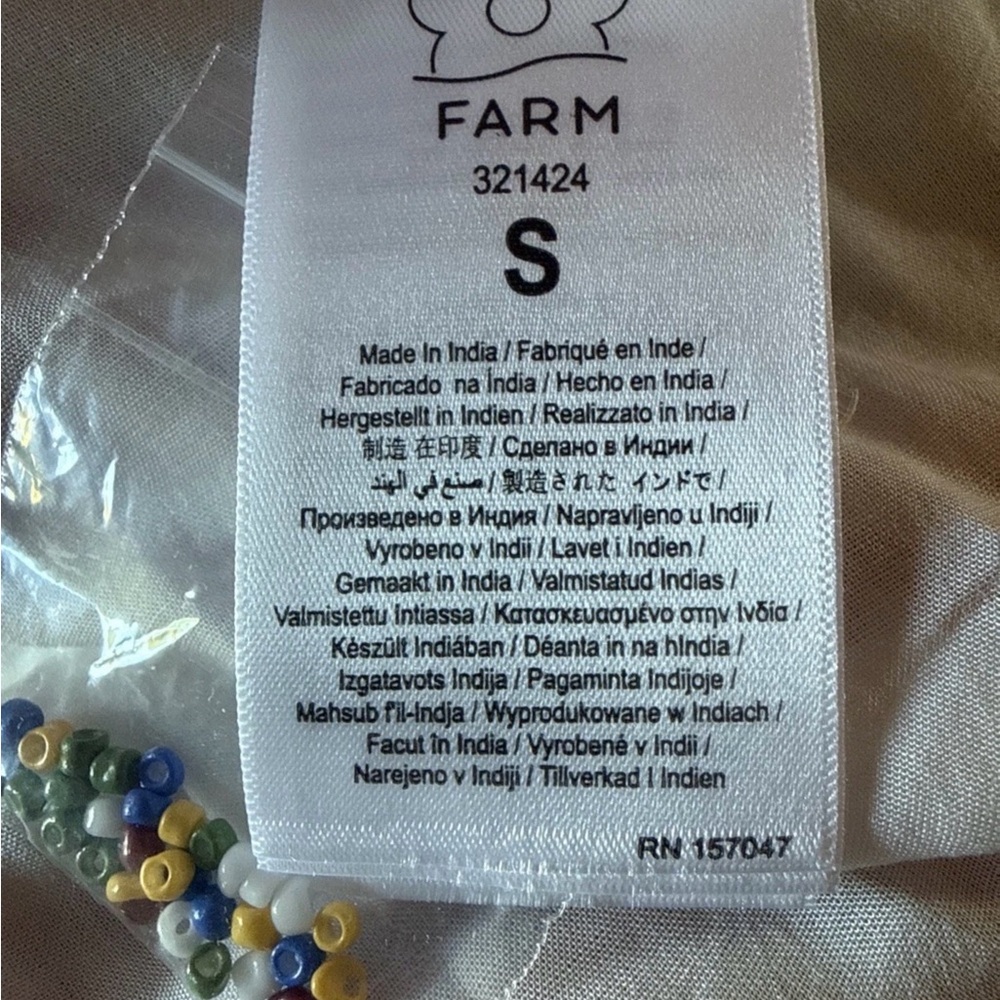 FARM
321424
S
Made In India / Fabriqué en Inde /
Fabricado na Índia / Hecho en India /
Hergestellt in Indien / Realizzato in India /
制造 在印度 / Сделано в Индии /
صنع في الهند / 製造された インドで /
Произведено в Индия / Napravljeno u Indiji /
Vyrobeno v Indii / Lavet i Indien /
Gemaakt in India / Valmistatud Indias /
Valmistettu Intiassa / Κατασκευασμένο στην Ινδία /
Készült Indiában / Déanta in na hIndia /
Izgatavots Indija / Pagaminta Indijoje /
Mahsub f'il-Indja / Wyprodukowane w Indiach /
Facut în India / Vyrobené v Indii /
Narejeno v Indiji / Tillverkad I Indien
RN 157047